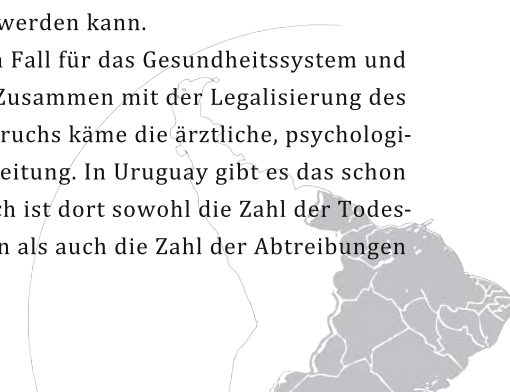 werden kann.
Fall für das Gesundheitssystem und
Zusammen mit der Legalisierung des
ruchs käme die ärztliche, psychologi-
eitung. In Uruguay gibt es das schon
ch ist dort sowohl die Zahl der Todes-
n als auch die Zahl der Abtreibungen